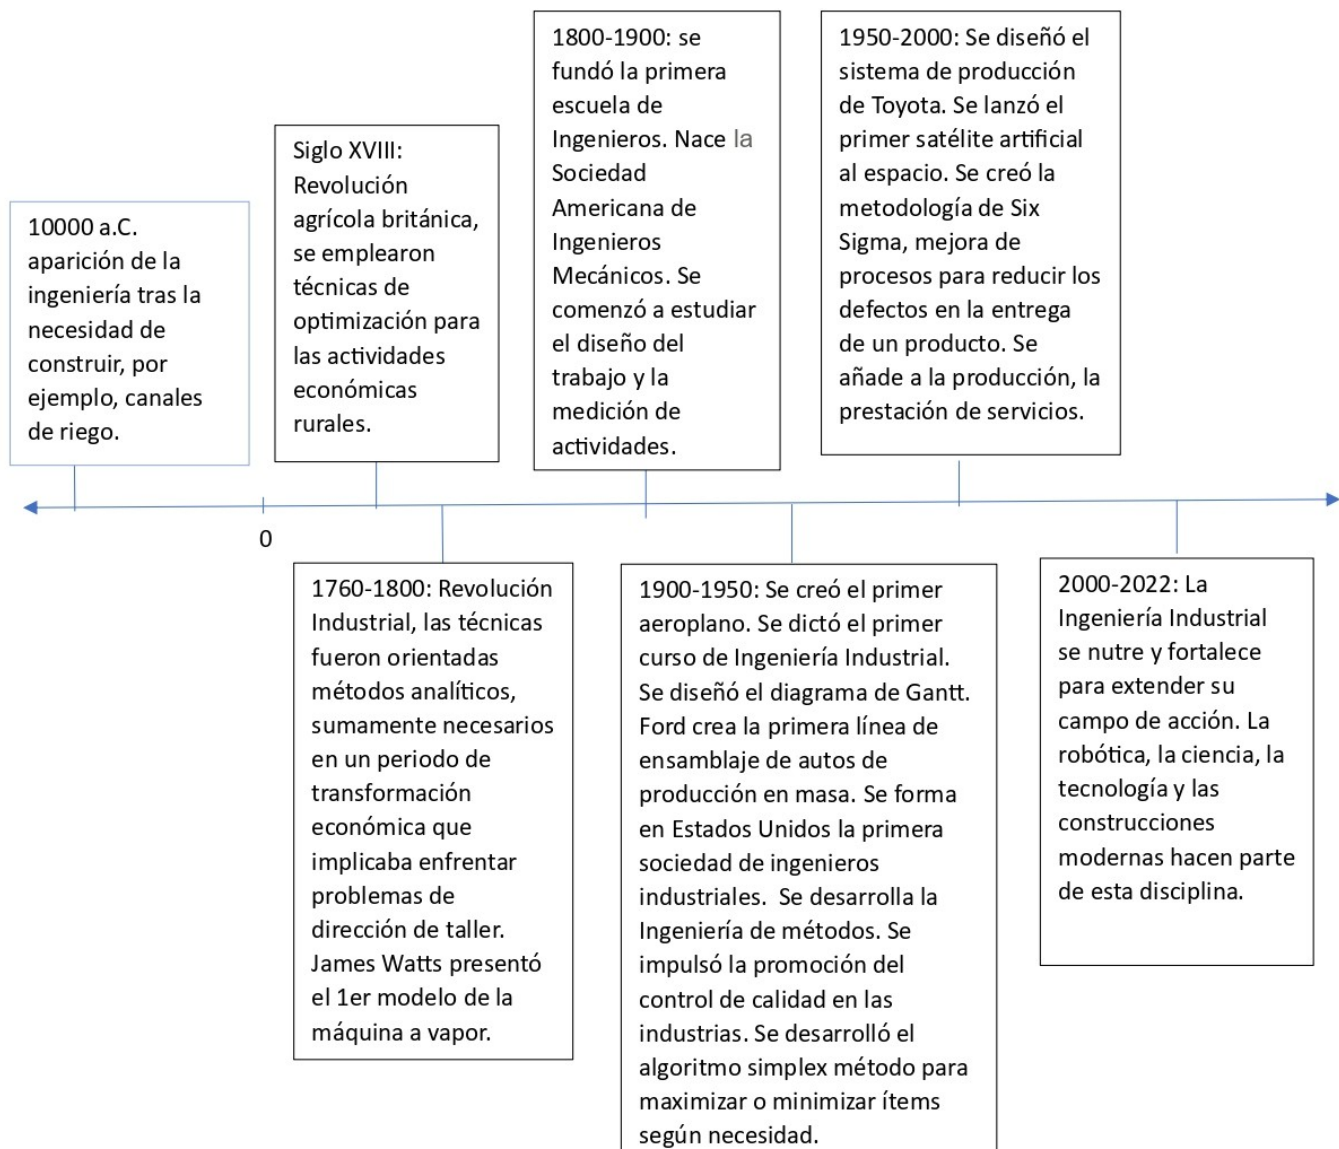 10000 a.C.
aparición de la
ingeniería tras la
necesidad de
construir, por
ejemplo, canales
de riego.
Siglo XVIII:
Revolución
agrícola británica,
se emplearon
técnicas de
optimización para
las actividades
económicas
rurales.
1800-1900: se
fundó la primera
escuela de
Ingenieros. Nace la
Sociedad
Americana de
Ingenieros
Mecánicos. Se
comenzó a estudiar
el diseño del
trabajo y la
medición de
actividades.
1950-2000: Se diseñó el
sistema de producción
de Toyota. Se lanzó el
primer satélite artificial
al espacio. Se creó la
metodología de Six
Sigma, mejora de
procesos para reducir los
defectos en la entrega
de un producto. Se
añade a la producción, la
prestación de servicios.
0
1760-1800: Revolución
Industrial, las técnicas
fueron orientadas
métodos analíticos,
sumamente necesarios
en un periodo de
transformación
económica que
implicaba enfrentar
problemas de
dirección de taller.
James Watts presentó
el 1er modelo de la
máquina a vapor.
1900-1950: Se creó el primer
aeroplano. Se dictó el primer
curso de Ingeniería Industrial.
Se diseñó el diagrama de Gantt.
Ford crea la primera línea de
ensamblaje de autos de
producción en masa. Se forma
en Estados Unidos la primera
sociedad de ingenieros
industriales.  Se desarrolla la
Ingeniería de métodos. Se
impulsó la promoción del
control de calidad en las
industrias. Se desarrolló el
algoritmo simplex método para
maximizar o minimizar ítems
según necesidad.
2000-2022: La
Ingeniería Industrial
se nutre y fortalece
para extender su
campo de acción. La
robótica, la ciencia, la
tecnología y las
construcciones
modernas hacen parte
de esta disciplina.